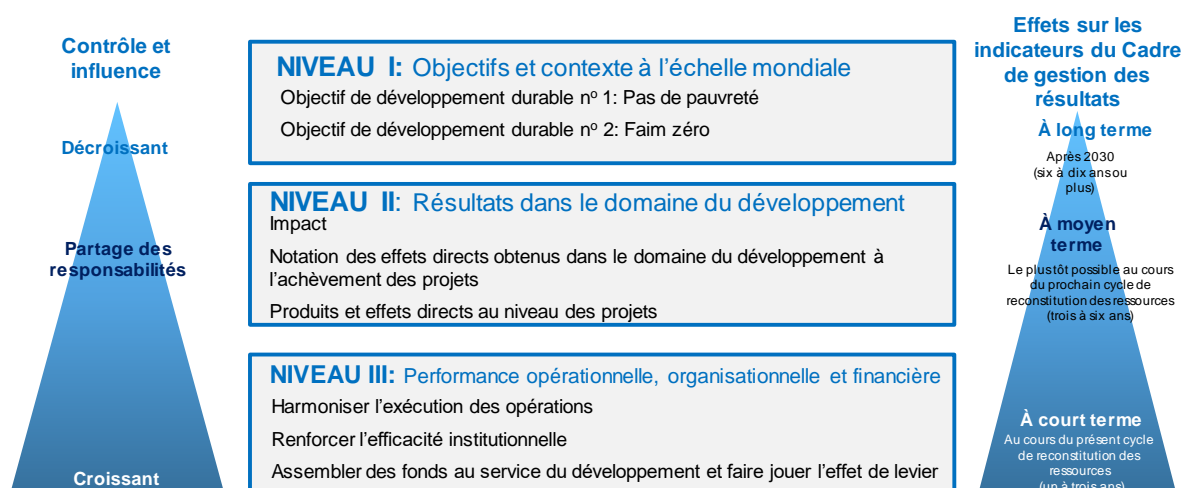 Contrôle et
influence
Décroissant
Partage des
responsabilités
Croissant
NIVEAU I: Objectifs et contexte à l'échelle mondiale
Objectif de développement durable nº 1: Pas de pauvreté
Objectif de développement durable nº 2: Faim zéro
NIVEAU II: Résultats dans le domaine du développement
Impact
Notation des effets directs obtenus dans le domaine du développement à
l'achèvement des projets
Produits et effets directs au niveau des projets
NIVEAU III: Performance opérationnelle, organisationnelle et financière
Harmoniser l'exécution des opérations
Renforcer l'efficacité institutionnelle
Assembler des fonds au service du développement et faire jouer l'effet de levier
Effets sur les
indicateurs du Cadre
de gestion des
résultats
À long terme
Après 2030
(six à dix ans ou
plus)
À moyen
terme
Le plus tôt possible au cours
du prochain cycle de
reconstitution des ressources
(trois à six ans)
À court terme
Au cours du présent cycle
de reconstitution des
ressources
(un à trois ans)